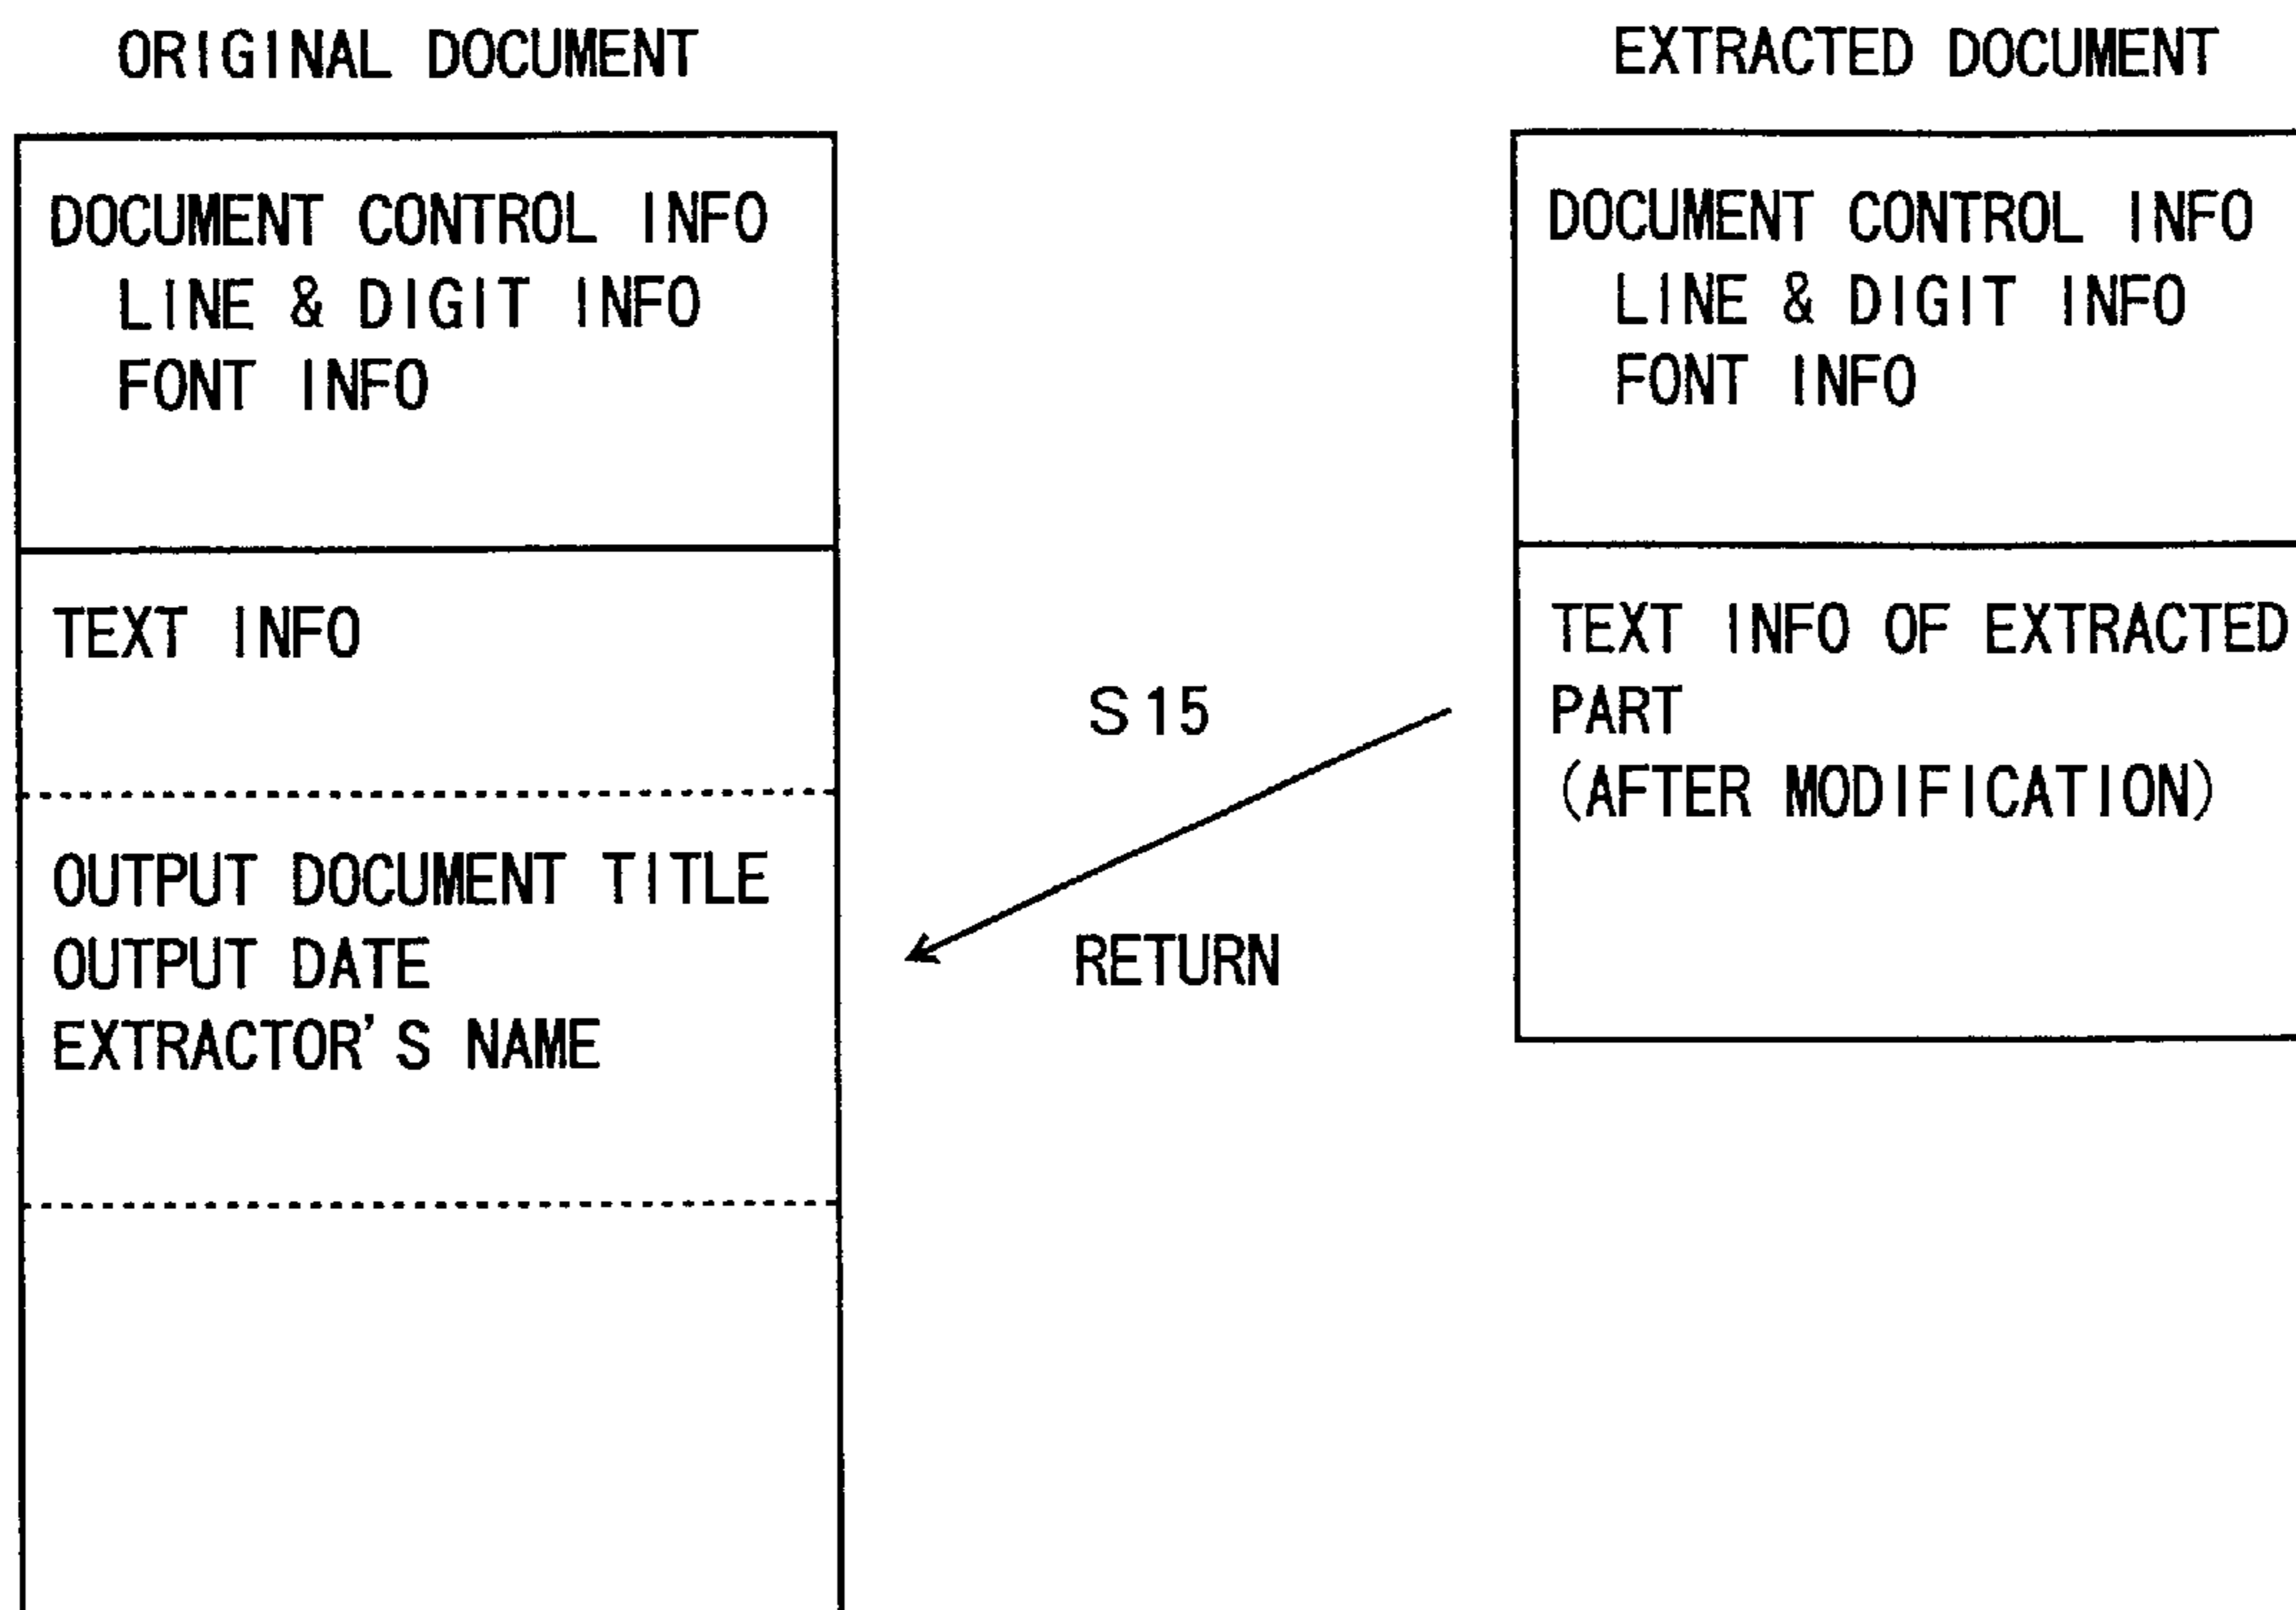 ORIGINAL DOCUMENT
DOCUMENT CONTROL INFO
LINE & DIGIT INFO
FONT INFO
TEXT INFO
OUTPUT DOCUMENT TITLE
OUTPUT DATE
EXTRACTOR'S NAME
S15
RETURN
EXTRACTED DOCUMENT
DOCUMENT CONTROL INFO
LINE & DIGIT INFO
FONT INFO
TEXT INFO OF EXTRACTED
PART
(AFTER MODIFICATION)